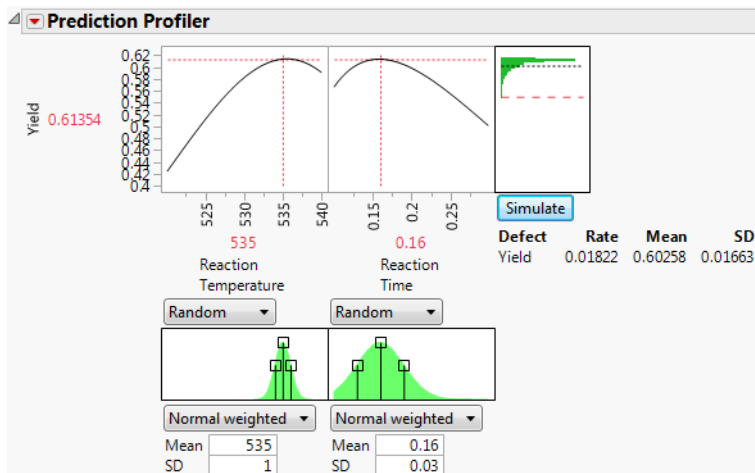 Prediction Profiler
Yield
0.61354
0.62
0.6
0.58
0.56
0.54
0.52
0.5
0.48
0.46
0.44
0.42
0.4
525
530
535
540
0.15
0.2
0.25
535
0.16
Reaction
Temperature
Reaction
Time
Simulate
Defect Rate Mean SD
Yield 0.01822 0.60258 0.01663
Random
Random
Normal weighted
Normal weighted
Mean 535
SD 1
Mean 0.16
SD 0.03